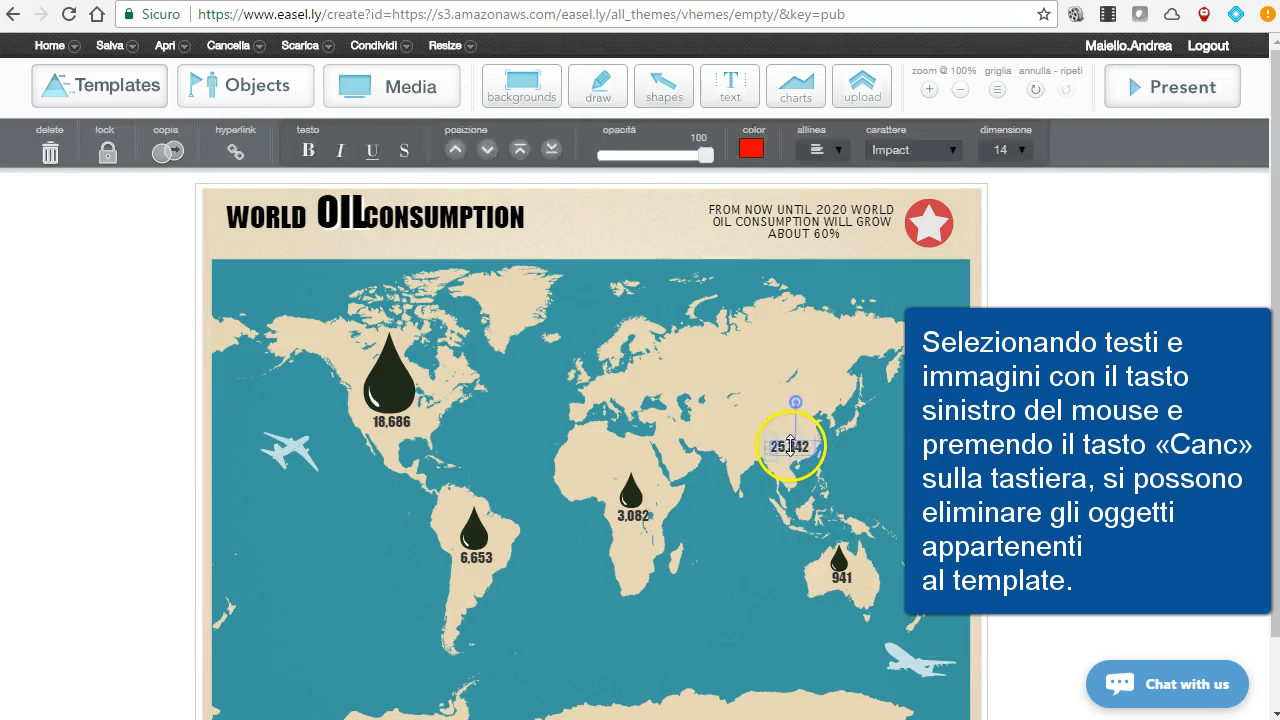 Sicuro https://www.easel.ly/create?id=https://s3.amazonaws.com/easel.ly/all_themes/vhemes/empty/&key=pub
Home Salva Apri Cancella Scarica Condividi Resize Maiello.Andrea Logout
Templates Objects Media backgrounds draw shapes text charts upload zoom @ 100% griglia annulla - ripeti Present
delete lock copia hyperlink testo posizione opacità 100 color allinea carattere dimensione
B I U S Impact 14
WORLD OIL CONSUMPTION
FROM NOW UNTIL 2020 WORLD
OIL CONSUMPTION WILL GROW
ABOUT 60%
18,686
3,082
6,653
941
Selezionando testi e
immagini con il tasto
sinistro del mouse e
premendo il tasto «Canc»
sulla tastiera, si possono
eliminare gli oggetti
appartenenti
al template.
Chat with us